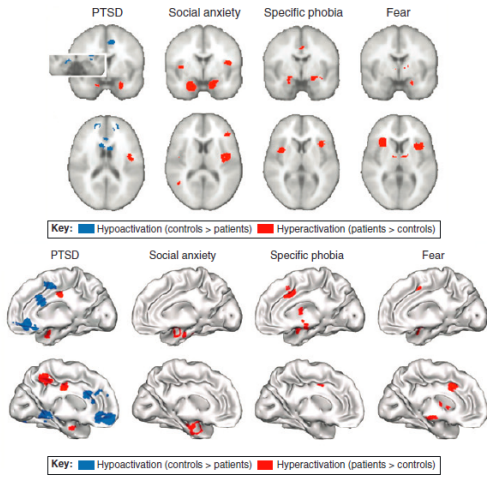 PTSD Social anxiety Specific phobia Fear
Key: Hypoactivation (controls > patients) Hyperactivation (patients > controls)
PTSD Social anxiety Specific phobia Fear
Key: Hypoactivation (controls > patients) Hyperactivation (patients > controls)